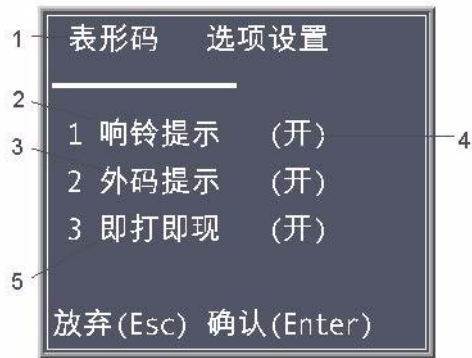 1 表形码 选项设置
2
1 响铃提示 (开) 4
3
2 外码提示 (开)
3 即打即现 (开)
5
放弃(Esc) 确认(Enter)